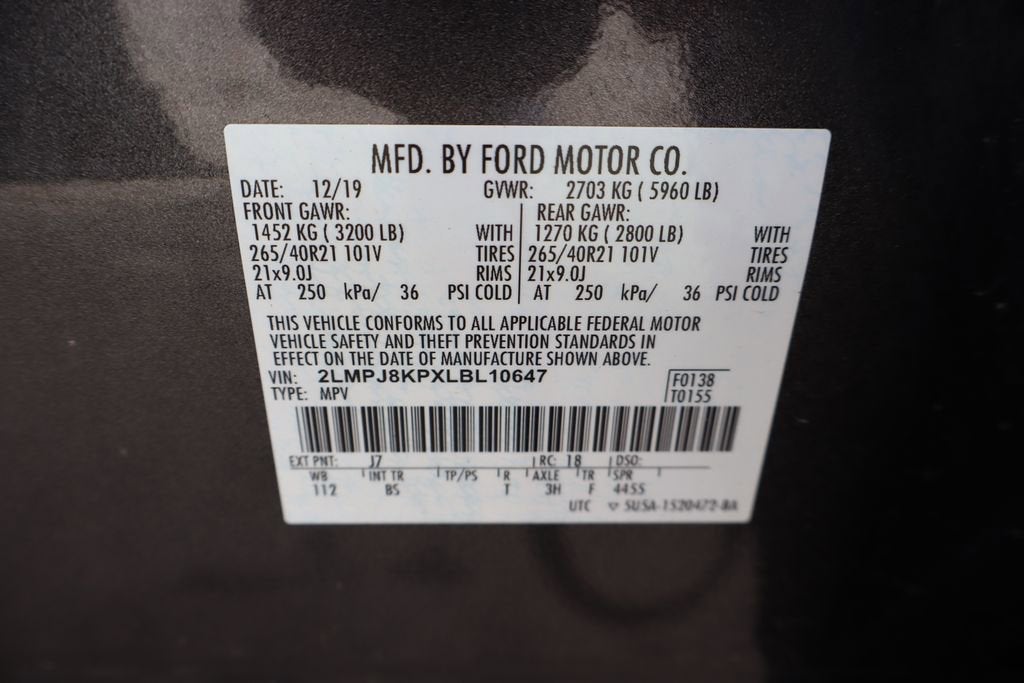 MFD. BY FORD MOTOR CO.
DATE: 12/19 GVWR: 2703 KG ( 5960 LB)
FRONT GAWR: REAR GAWR:
1452 KG ( 3200 LB) WITH 1270 KG ( 2800 LB) WITH
265/40R21 101V TIRES 265/40R21 101V TIRES
21x9.0J RIMS 21x9.0J RIMS
AT 250 kPa/ 36 PSI COLD AT 250 kPa/ 36 PSI COLD
THIS VEHICLE CONFORMS TO ALL APPLICABLE FEDERAL MOTOR
VEHICLE SAFETY AND THEFT PREVENTION STANDARDS IN
EFFECT ON THE DATE OF MANUFACTURE SHOWN ABOVE.
VIN: 2LMPJ8KPXLBL10647 F0138
TYPE: MPV T0155
EXT PNT: J7 RC: 18 DSO:
WB INT TR TP/PS R AXLE TR SPR
112 BS T 3H F 4455
UTC ▽ 5USA-1520472-BA